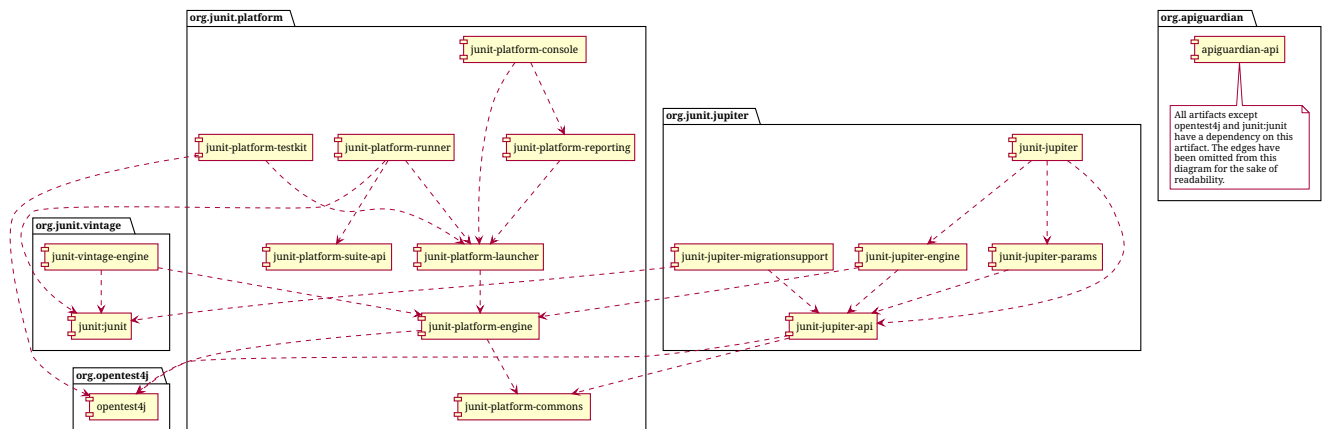 org.junit.platform
junit-platform-console
junit-platform-testkit
junit-platform-runner
junit-platform-reporting
junit-platform-suite-api
junit-platform-launcher
junit-platform-engine
junit-platform-commons
org.junit.vintage
junit-vintage-engine
junit:junit
org.opentest4j
opentest4j
org.junit.jupiter
junit-jupiter
junit-jupiter-migrationsupport
junit-jupiter-engine
junit-jupiter-params
junit-jupiter-api
org.apiguardian
apiguardian-api
All artifacts except
opentest4j and junit:junit
have a dependency on this
artifact. The edges have
been omitted from this
diagram for the sake of
readability.